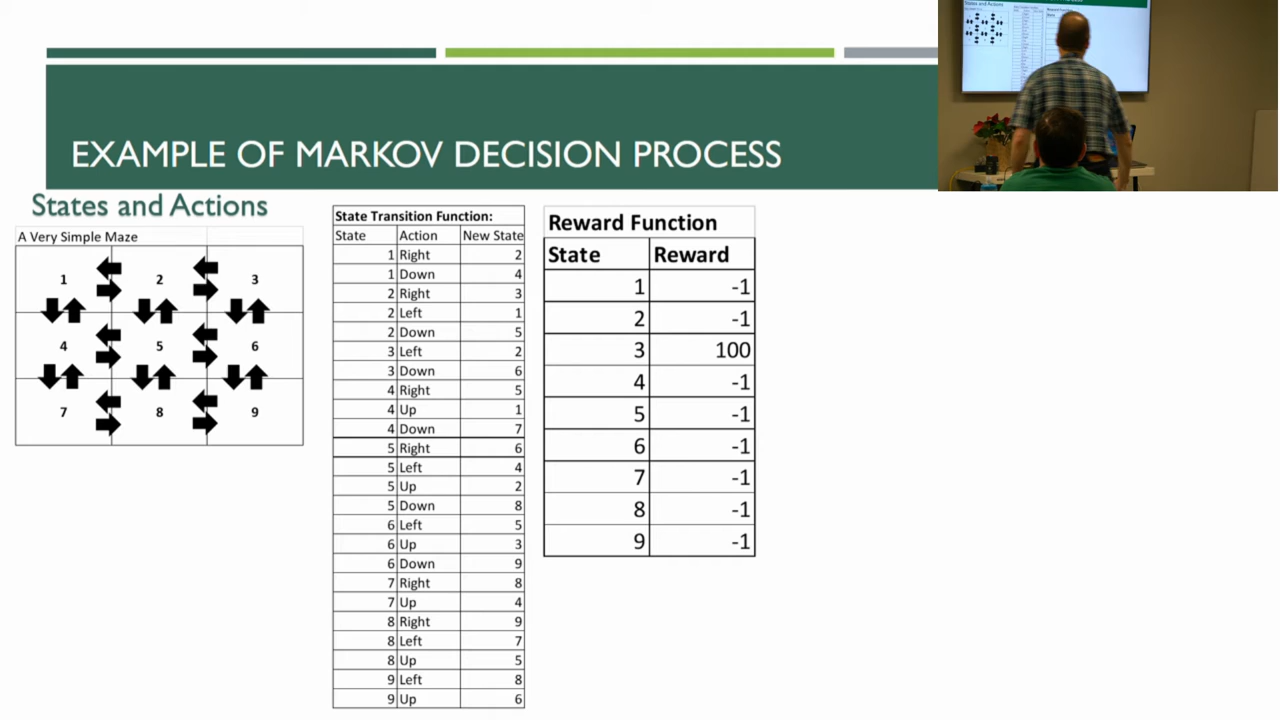 EXAMPLE OF MARKOV DECISION PROCESS
States and Actions
A Very Simple Maze
1 2 3
4 5 6
7 8 9
State Transition Function:
State Action New State
1 Right 2
1 Down 4
2 Right 3
2 Left 1
2 Down 5
3 Left 2
3 Down 6
4 Right 5
4 Up 1
4 Down 7
5 Right 6
5 Left 4
5 Up 2
5 Down 8
6 Left 5
6 Up 3
6 Down 9
7 Right 8
7 Up 4
8 Right 9
8 Left 7
8 Up 5
9 Left 8
9 Up 6
Reward Function
State Reward
1 -1
2 -1
3 100
4 -1
5 -1
6 -1
7 -1
8 -1
9 -1
States and Actions